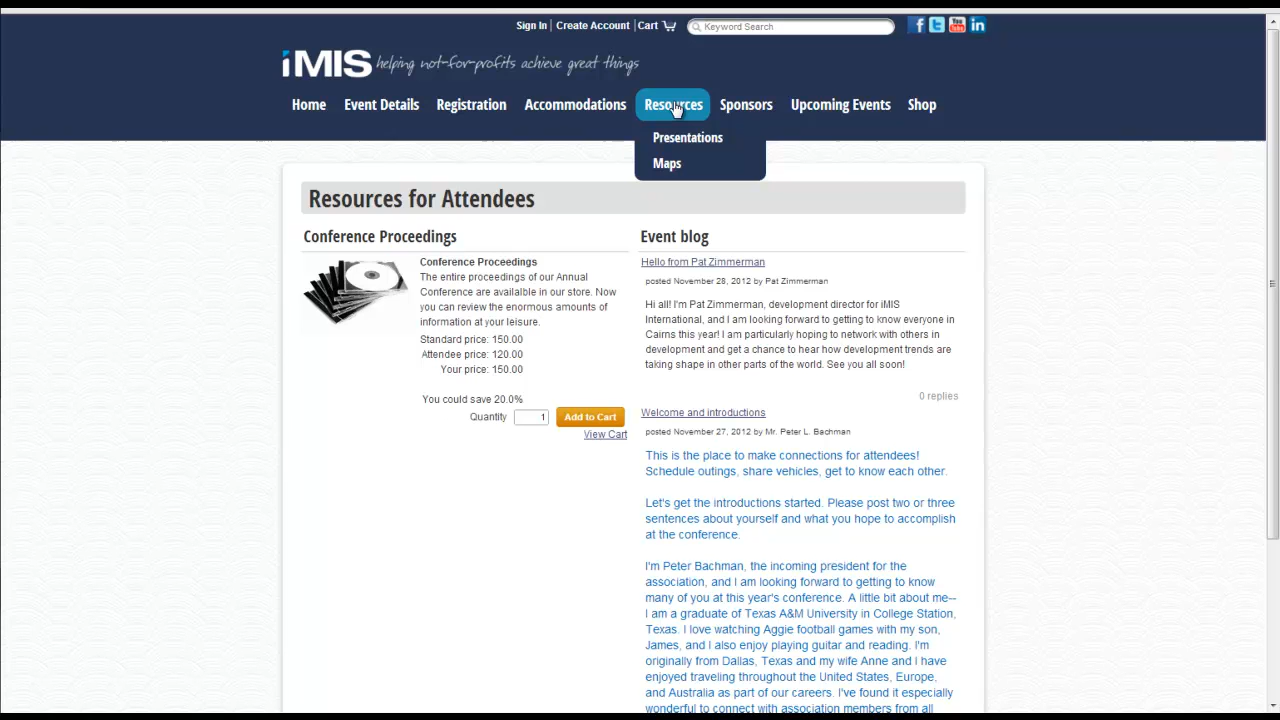 Sign In | Create Account | Cart
Keyword Search
iMIS helping not-for-profits achieve great things
Home Event Details Registration Accommodations Resources Sponsors Upcoming Events Shop
Presentations
Maps
Resources for Attendees
Conference Proceedings
Conference Proceedings
The entire proceedings of our Annual
Conference are available in our store. Now
you can review the enormous amounts of
information at your leisure.
Standard price: 150.00
Attendee price: 120.00
Your price: 150.00
You could save 20.0%
Quantity 1 Add to Cart
View Cart
Event blog
Hello from Pat Zimmerman
posted November 28, 2012 by Pat Zimmerman
Hi all! I'm Pat Zimmerman, development director for iMIS
International, and I am looking forward to getting to know everyone in
Cairns this year! I am particularly hoping to network with others in
development and get a chance to hear how development trends are
taking shape in other parts of the world. See you all soon!
0 replies
Welcome and introductions
posted November 27, 2012 by Mr. Peter L. Bachman
This is the place to make connections for attendees!
Schedule outings, share vehicles, get to know each other.
Let's get the introductions started. Please post two or three
sentences about yourself and what you hope to accomplish
at the conference.
I'm Peter Bachman, the incoming president for the
association, and I am looking forward to getting to know
many of you at this year's conference. A little bit about me--
I am a graduate of Texas A&M University in College Station,
Texas. I love watching Aggie football games with my son,
James, and I also enjoy playing guitar and reading. I'm
originally from Dallas, Texas and my wife Anne and I have
enjoyed traveling throughout the United States, Europe,
and Australia as part of our careers. I've found it especially
wonderful to connect with association members from all